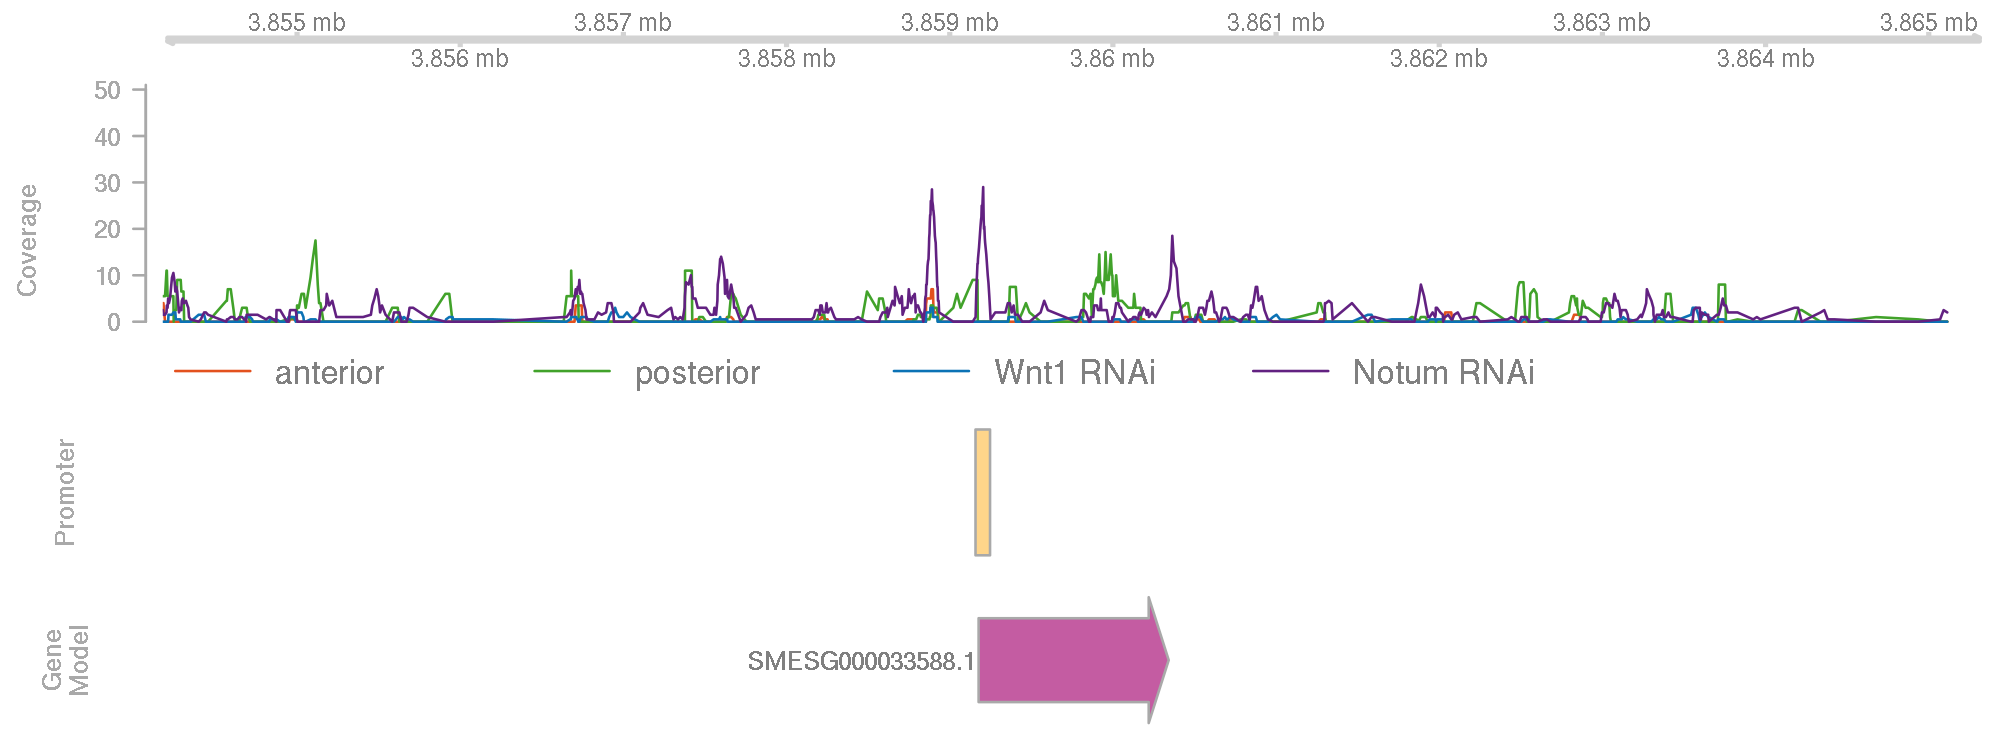 3.855 mb 3.857 mb 3.859 mb 3.861 mb 3.863 mb 3.865 mb
3.856 mb 3.858 mb 3.86 mb 3.862 mb 3.864 mb
50
40
30
20
10
0
Coverage
anterior posterior Wnt1 RNAi Notum RNAi
Promoter
Gene
Model
SMESG000033588.1